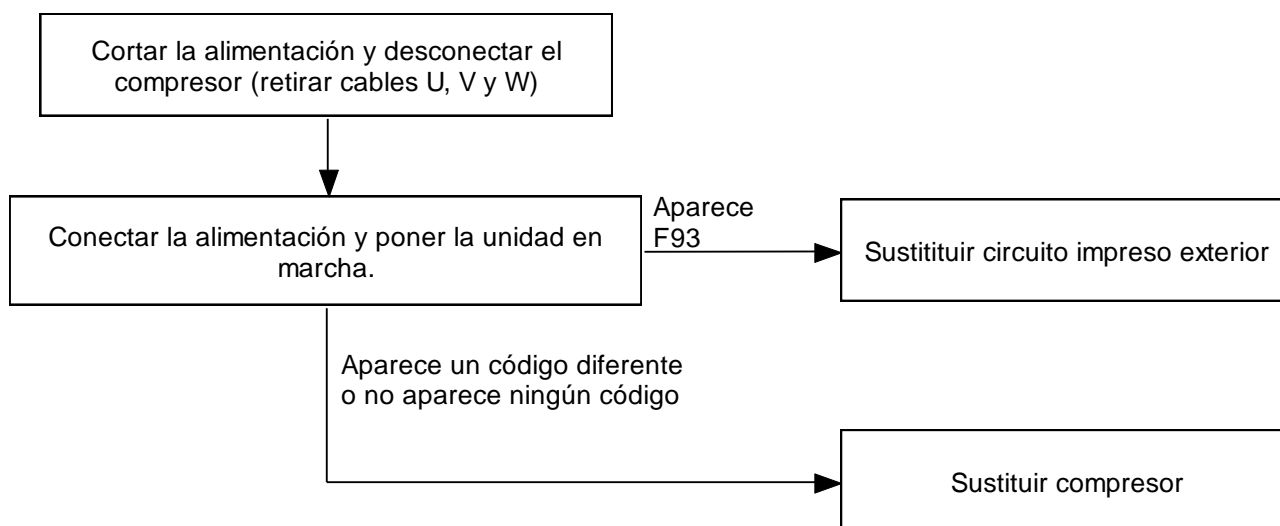 Cortar la alimentación y desconectar el
compresor (retirar cables U, V y W)
Conectar la alimentación y poner la unidad en
marcha.
Aparece
F93
Sustitituir circuito impreso exterior
Aparece un código diferente
o no aparece ningún código
Sustituir compresor